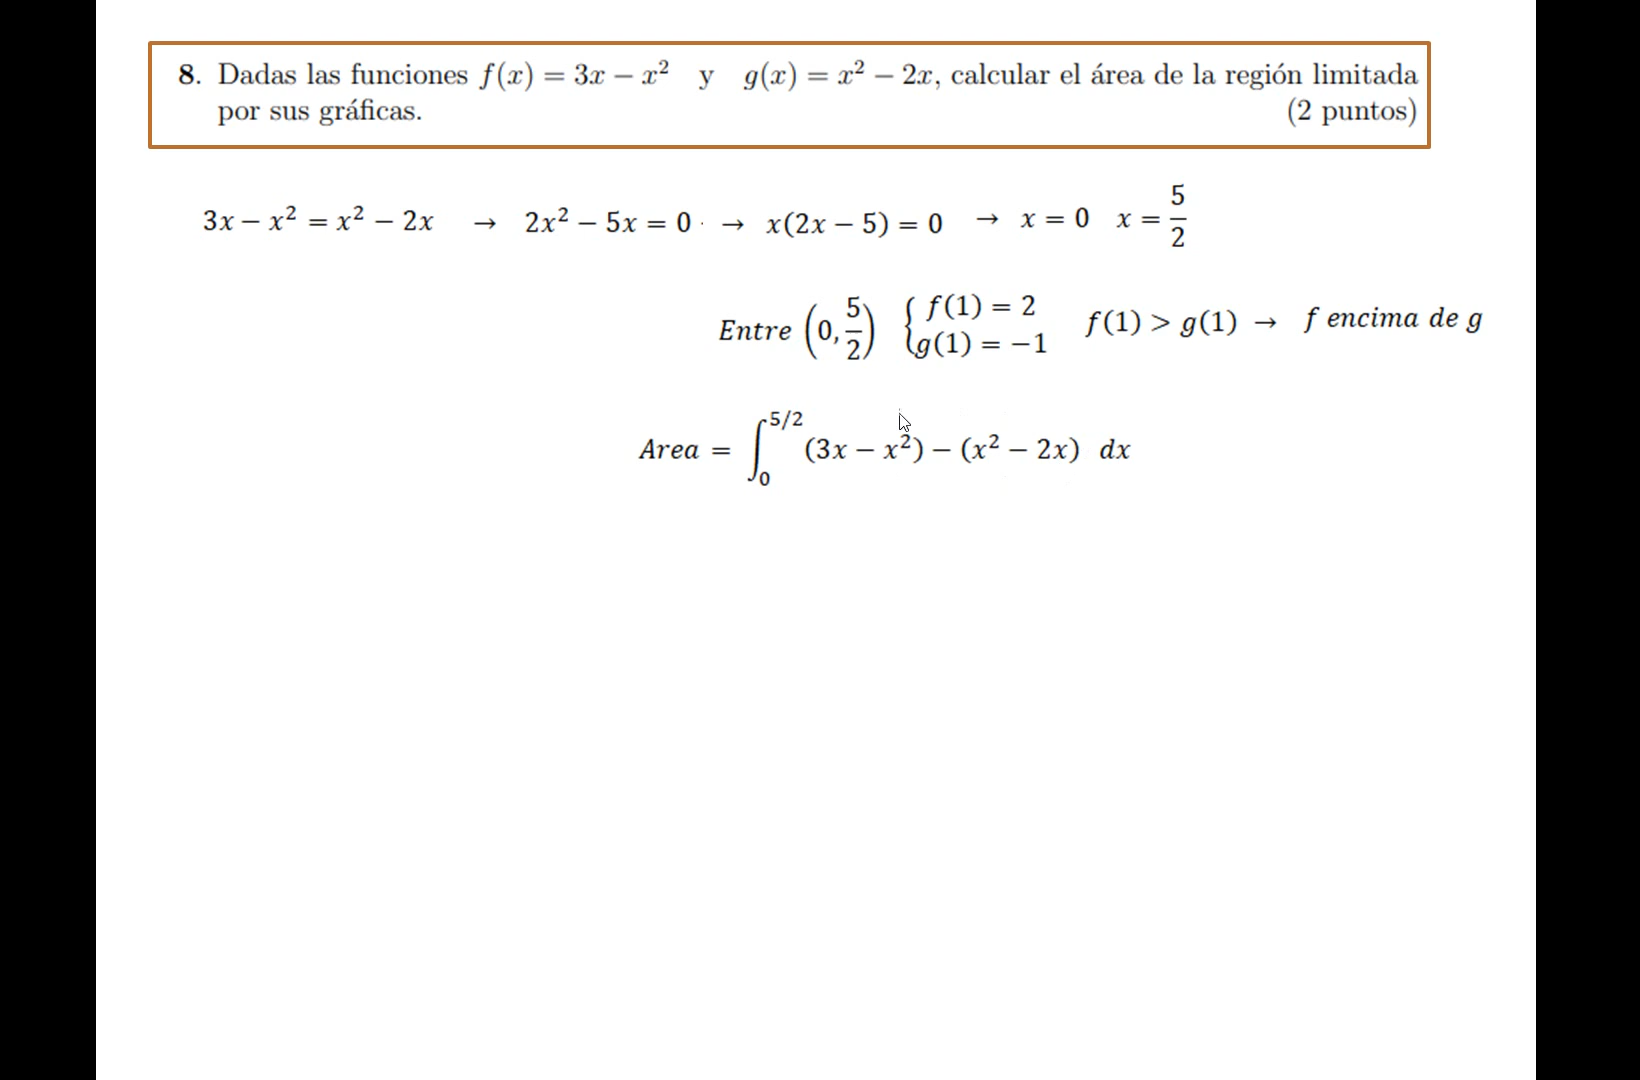 8. Dadas las funciones f(x) = 3x − x² y g(x) = x² − 2x, calcular el área de la región limitada
por sus gráficas. (2 puntos)
3x − x² = x² − 2x → 2x² − 5x = 0 → x(2x − 5) = 0 → x = 0 x = 5/2
Entre (0, 5/2) { f(1) = 2 g(1) = −1 f(1) > g(1) → f encima de g
Area = ∫₀^5/2 (3x − x²) − (x² − 2x) dx